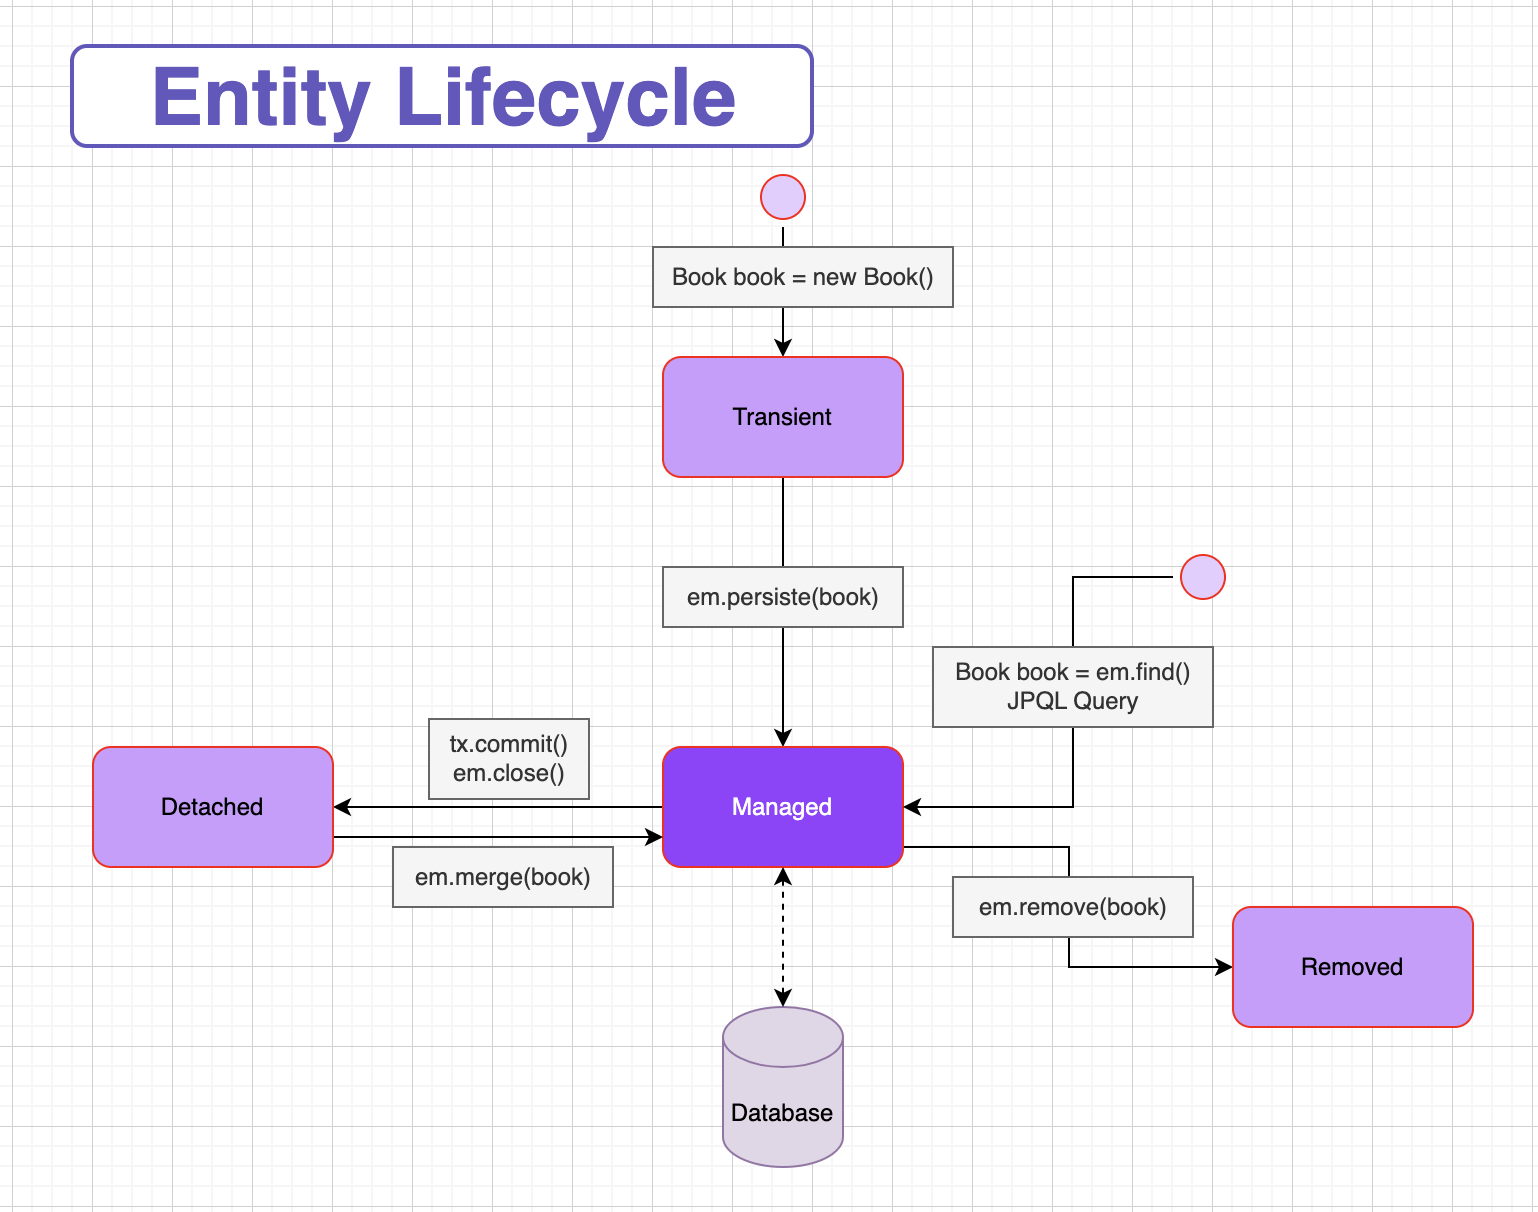 Entity Lifecycle
Book book = new Book()
Transient
em.persiste(book)
Book book = em.find()
JPQL Query
tx.commit()
em.close()
Detached
Managed
em.merge(book)
em.remove(book)
Removed
Database